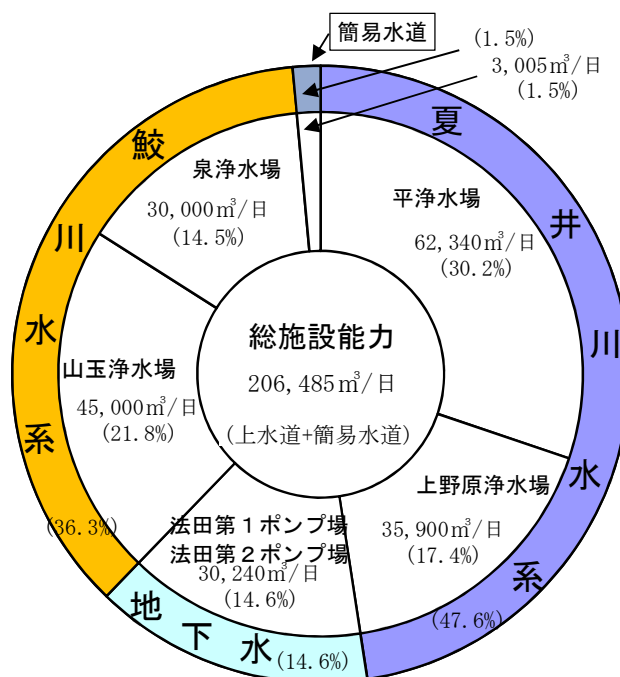 簡易水道
(1.5%)
3,005㎥/日
(1.5%)
夏井川水系
(47.6%)
平浄水場
62,340㎥/日
(30.2%)
上野原浄水場
35,900㎥/日
(17.4%)
地下水
(14.6%)
法田第１ポンプ場
法田第２ポンプ場
30,240㎥/日
(14.6%)
鮫川水系
(36.3%)
山玉浄水場
45,000㎥/日
(21.8%)
泉浄水場
30,000㎥/日
(14.5%)
総施設能力
206,485㎥/日
(上水道+簡易水道)